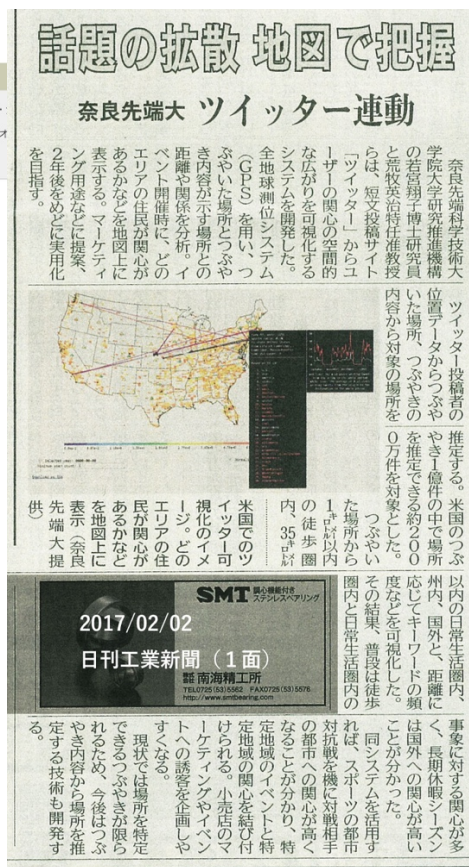 話題の拡散 地図で把握
奈良先端大 ツイッター連動
奈良先端科学技術大
学院大学研究推進機構
の若宮翔子博士研究員
と荒牧英治特任准教授
らは、短文投稿サイト
「ツイッター」からユ
ーザーの関心の空間的
な広がりを可視化する
システムを開発した。
全地球測位システム
(GPS)を用い、つ
ぶやいた場所とつぶや
き内容が示す場所との
距離や関係を分析。イ
ベント開催時に、どの
エリアの住民が関心が
あるかなどを地図上に
表示する。マーケティ
ング用途などに提案、
2年後をめどに実用化
を目指す。
ツイッター投稿者の
位置データからつぶや
いた場所、つぶやきの
内容から対象の場所を
推定する。米国のつぶ
やき1億件の中で場所
を推定できる約200
0万件を対象とした。
つぶやい
た場所から
1キロメートル以内
の徒歩圏
内、35キロメートル
以内の日常生活圏内、
州内、国外と、距離に
応じてキーワードの頻
度などを可視化した。
その結果、普段は徒歩
圏内と日常生活圏内の
事象に対する関心が多
く、長期休暇シーズン
は国外への関心が高い
ことが分かった。
同システムを活用す
れば、スポーツの都市
対抗戦を機に対戦相手
の都市への関心が高く
なることが分かり、特
定地域のイベントと特
定地域の関心を結び付
けられる。小売店のマ
ーケティングやイベン
トへの誘客を企画しや
すくなる。
現状では場所を特定
できるつぶやきが限ら
れるため、今後はつぶ
やき内容から場所を推
定する技術も開発す
る。
米国でのツ
イッター可
視化のイメ
ージ。どの
エリアの住
民が関心が
あるかなど
を地図上に
表示（奈良
先端大提
供）
SMT 調心機能付き
ステンレスベアリング
2017/02/02
日刊工業新聞（１面）
株式会社 南海精工所
TEL0725(53)5562 FAX0725(53)5576
http://www.smtbearing.com